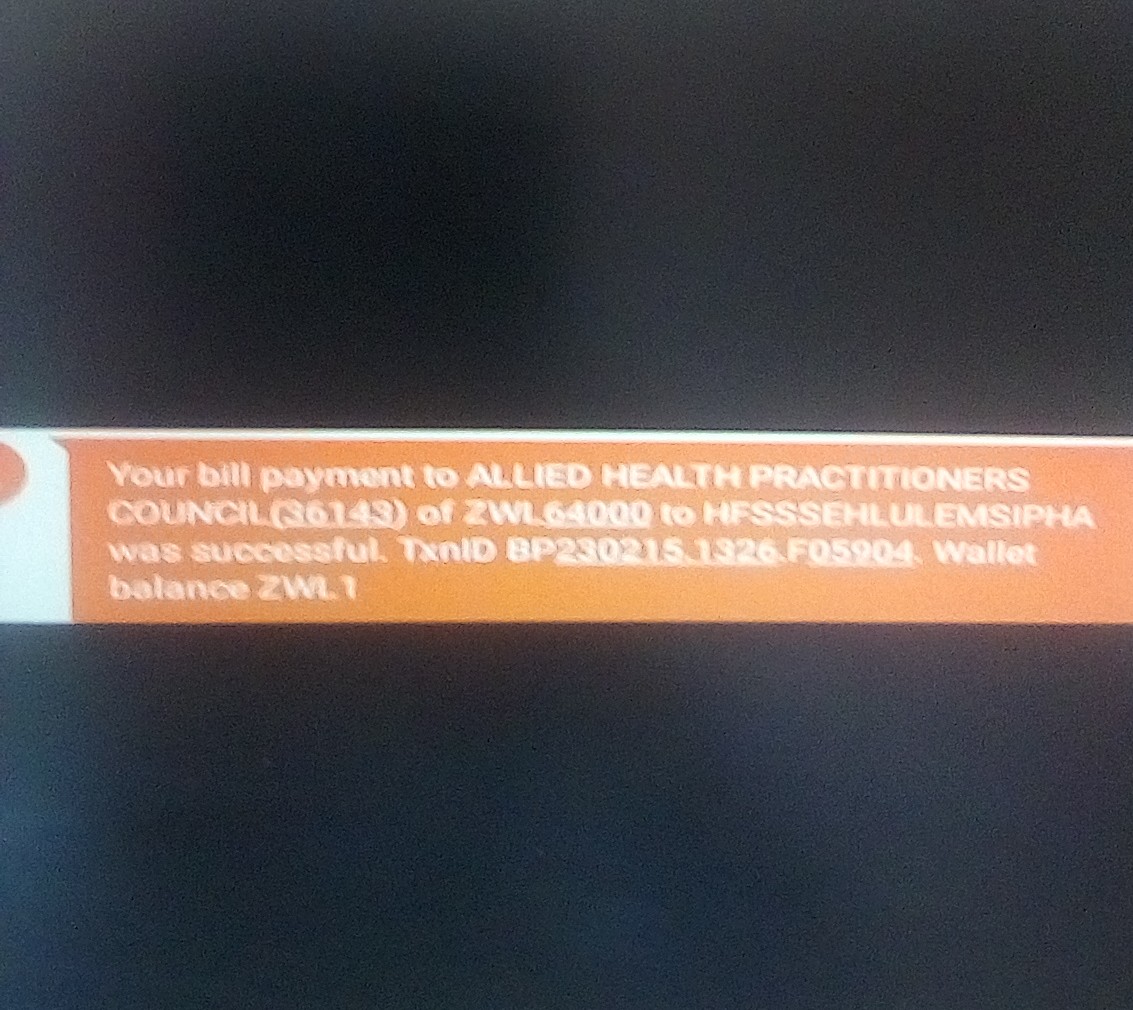 Your bill payment to ALLIED HEALTH PRACTITIONERS
COUNCIL(36143) of ZWL64000 to HFSSSEHLULEMSIPHA
was successful. TxnID BP230215.1326.F05904. Wallet
balance ZWL1